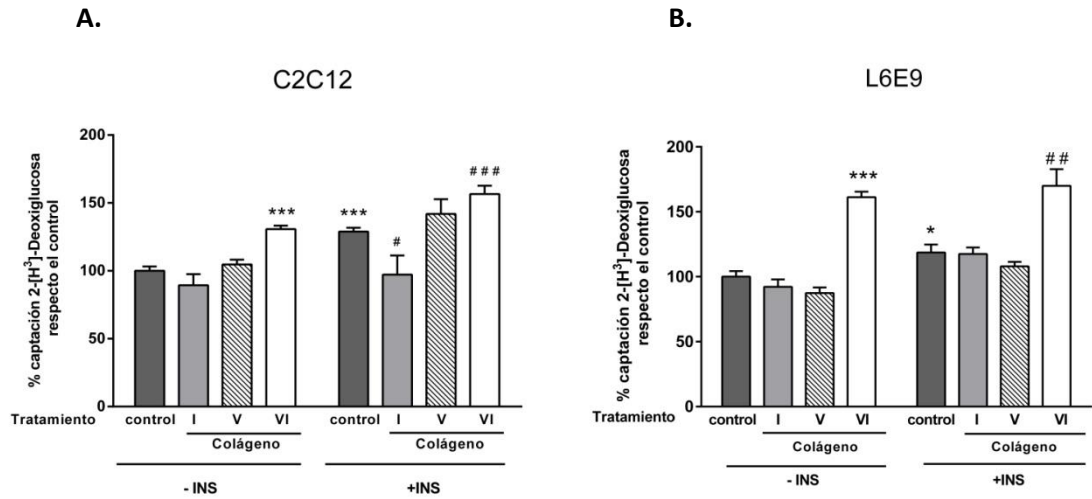 A.
C2C12
% captación 2-[H³]-Deoxiglucosa
respecto el control
200
150
100
50
0
***
***
#
# # #
Tratamiento control I V VI control I V VI
Colágeno Colágeno
- INS +INS
B.
L6E9
% captación 2-[H³]-Deoxiglucosa
respecto el control
200
150
100
50
0
***
*
# #
Tratamiento control I V VI control I V VI
Colágeno Colágeno
- INS +INS